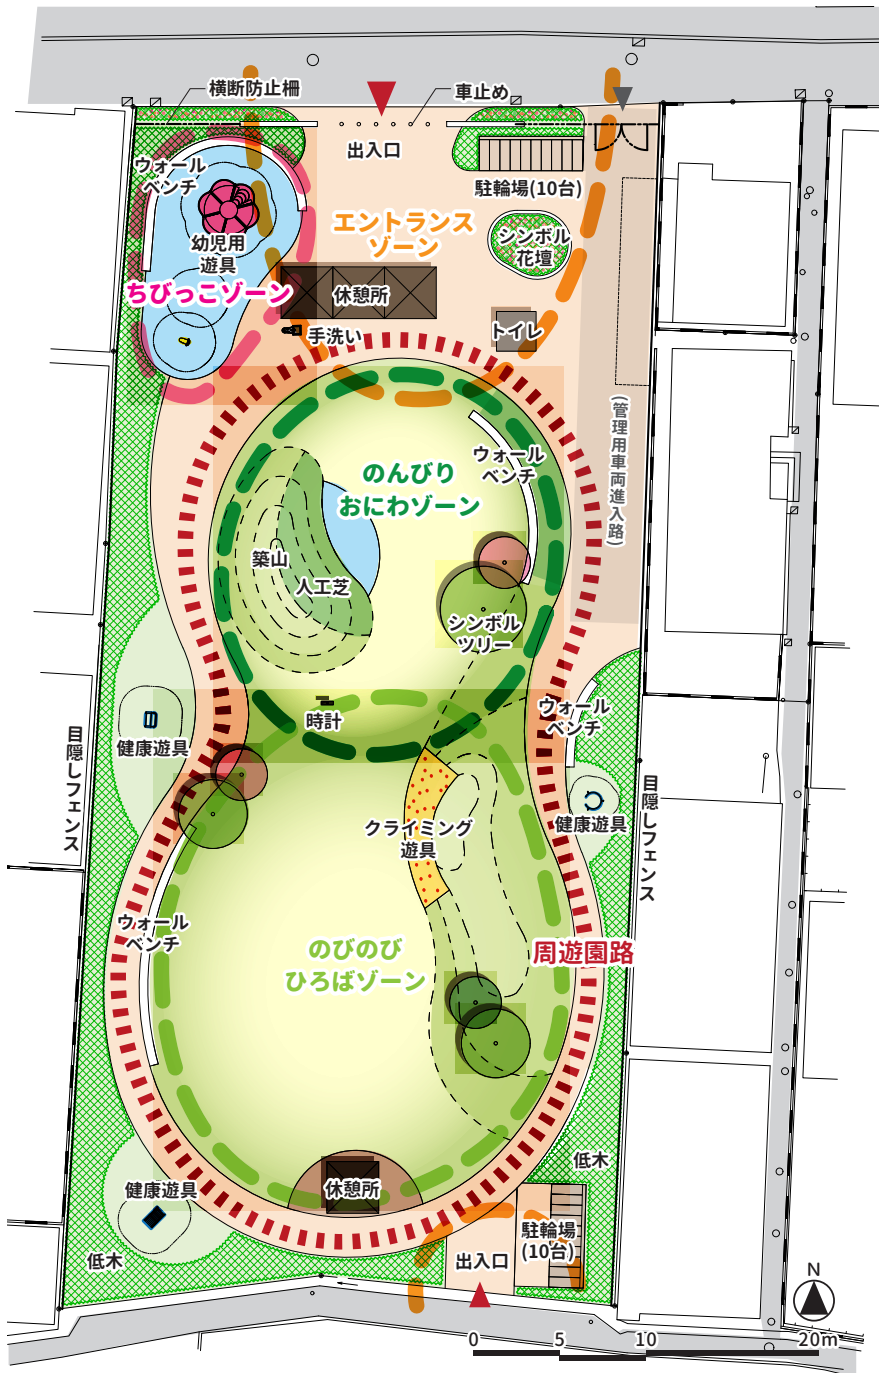 横断防止柵
車止め
出入口
ウォール
ベンチ
駐輪場(10台)
エントランス
ゾーン
シンボル
花壇
幼児用
遊具
ちびっこゾーン
休憩所
手洗い
トイレ
(管理用車両進入路)
のんびり
おにわゾーン
ウォール
ベンチ
築山
人工芝
シンボル
ツリー
時計
ウォール
ベンチ
健康遊具
目隠しフェンス
目隠しフェンス
クライミング
遊具
健康遊具
ウォール
ベンチ
のびのび
ひろばゾーン
周遊園路
低木
健康遊具
休憩所
駐輪場
(10台)
低木
出入口
N
0 5 10 20m